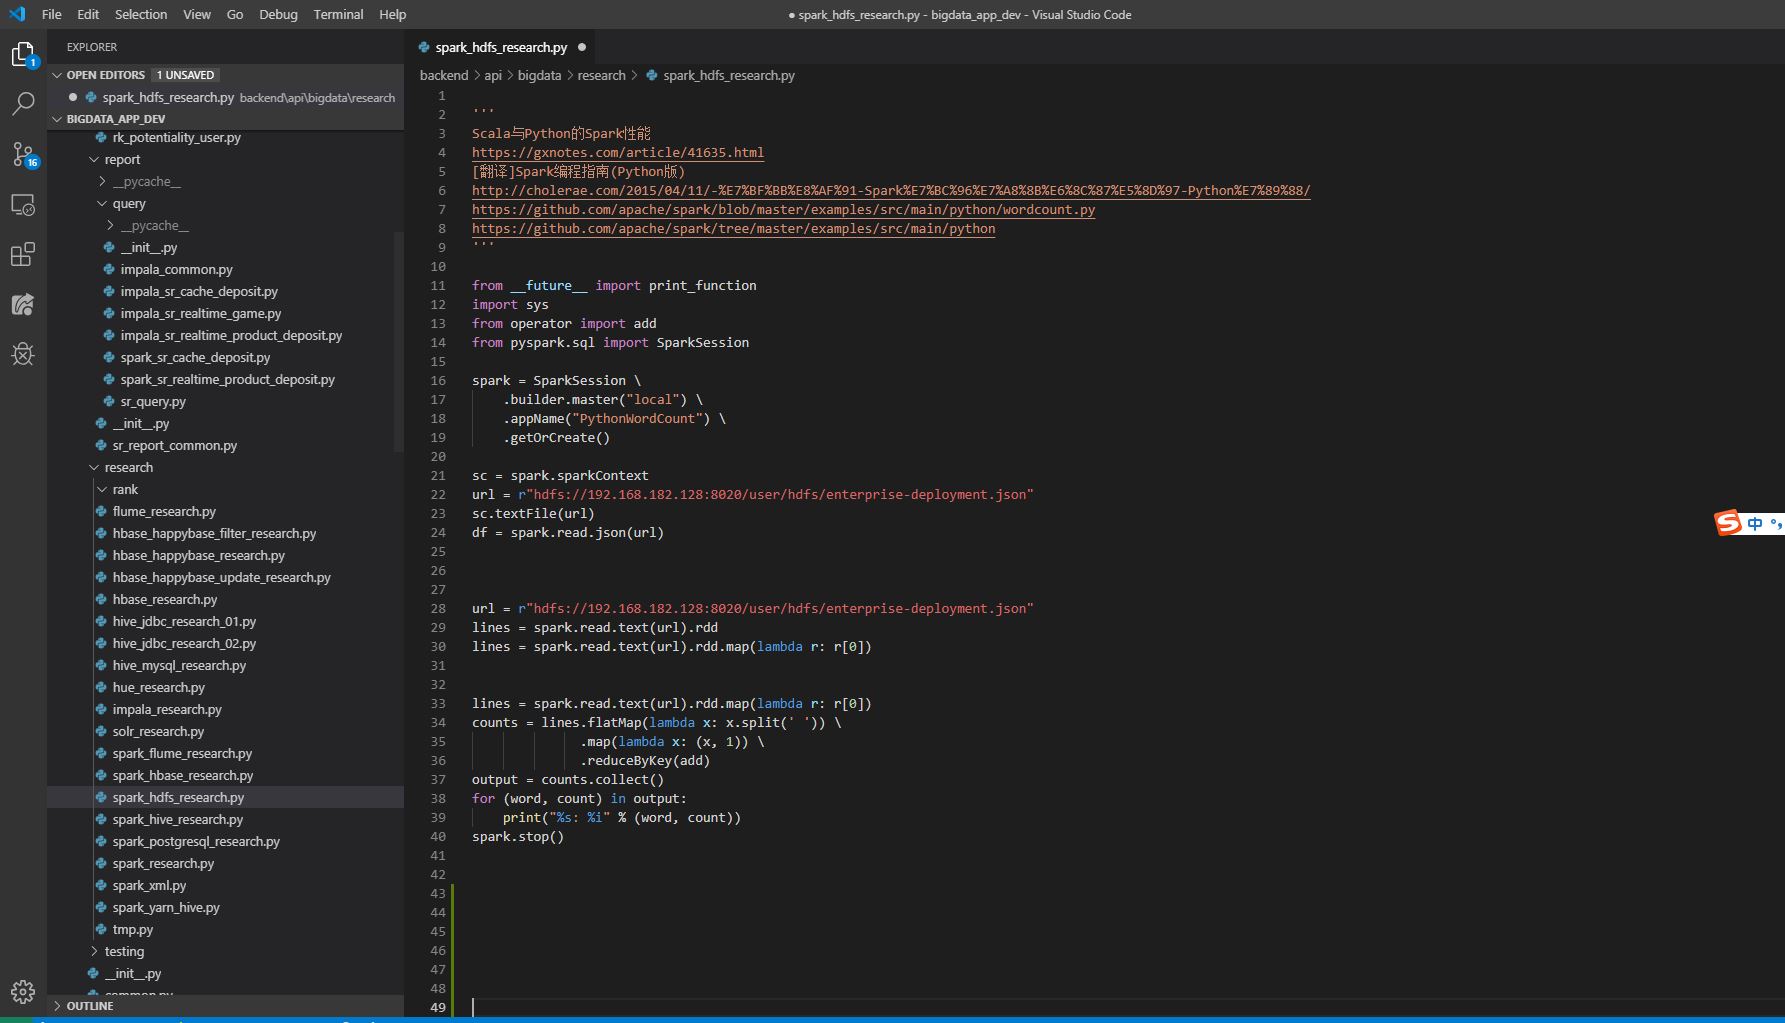 File Edit Selection View Go Debug Terminal Help
● spark_hdfs_research.py - bigdata_app_dev - Visual Studio Code
EXPLORER
OPEN EDITORS 1 UNSAVED
spark_hdfs_research.py backend\api\bigdata\research
BIGDATA_APP_DEV
rk_potentiality_user.py
report
__pycache__
query
__pycache__
__init__.py
impala_common.py
impala_sr_cache_deposit.py
impala_sr_realtime_game.py
impala_sr_realtime_product_deposit.py
spark_sr_cache_deposit.py
spark_sr_realtime_product_deposit.py
sr_query.py
__init__.py
sr_report_common.py
research
rank
flume_research.py
hbase_happybase_filter_research.py
hbase_happybase_research.py
hbase_happybase_update_research.py
hbase_research.py
hive_jdbc_research_01.py
hive_jdbc_research_02.py
hive_mysql_research.py
hue_research.py
impala_research.py
solr_research.py
spark_flume_research.py
spark_hbase_research.py
spark_hdfs_research.py
spark_hive_research.py
spark_postgresql_research.py
spark_research.py
spark_xml.py
spark_yarn_hive.py
tmp.py
testing
__init__.py
common.py
OUTLINE
1
16
spark_hdfs_research.py ●
backend > api > bigdata > research > spark_hdfs_research.py
1
2 '''
3 Scala与Python的Spark性能
4 https://gxnotes.com/article/41635.html
5 [翻译]Spark编程指南(Python版)
6 http://cholerae.com/2015/04/11/-%E7%BF%BB%E8%AF%91-Spark%E7%BC%96%E7%A8%8B%E6%8C%87%E5%8D%97-Python%E7%89%88/
7 https://github.com/apache/spark/blob/master/examples/src/main/python/wordcount.py
8 https://github.com/apache/spark/tree/master/examples/src/main/python
9 '''
10
11 from __future__ import print_function
12 import sys
13 from operator import add
14 from pyspark.sql import SparkSession
15
16 spark = SparkSession \
17     .builder.master("local") \
18     .appName("PythonWordCount") \
19     .getOrCreate()
20
21 sc = spark.sparkContext
22 url = r"hdfs://192.168.182.128:8020/user/hdfs/enterprise-deployment.json"
23 sc.textFile(url)
24 df = spark.read.json(url)
25
26
27
28 url = r"hdfs://192.168.182.128:8020/user/hdfs/enterprise-deployment.json"
29 lines = spark.read.text(url).rdd
30 lines = spark.read.text(url).rdd.map(lambda r: r[0])
31
32
33 lines = spark.read.text(url).rdd.map(lambda r: r[0])
34 counts = lines.flatMap(lambda x: x.split(' ')) \
35               .map(lambda x: (x, 1)) \
36               .reduceByKey(add)
37 output = counts.collect()
38 for (word, count) in output:
39     print("%s: %i" % (word, count))
40 spark.stop()
41
42
43
44
45
46
47
48
49
S 中 °,